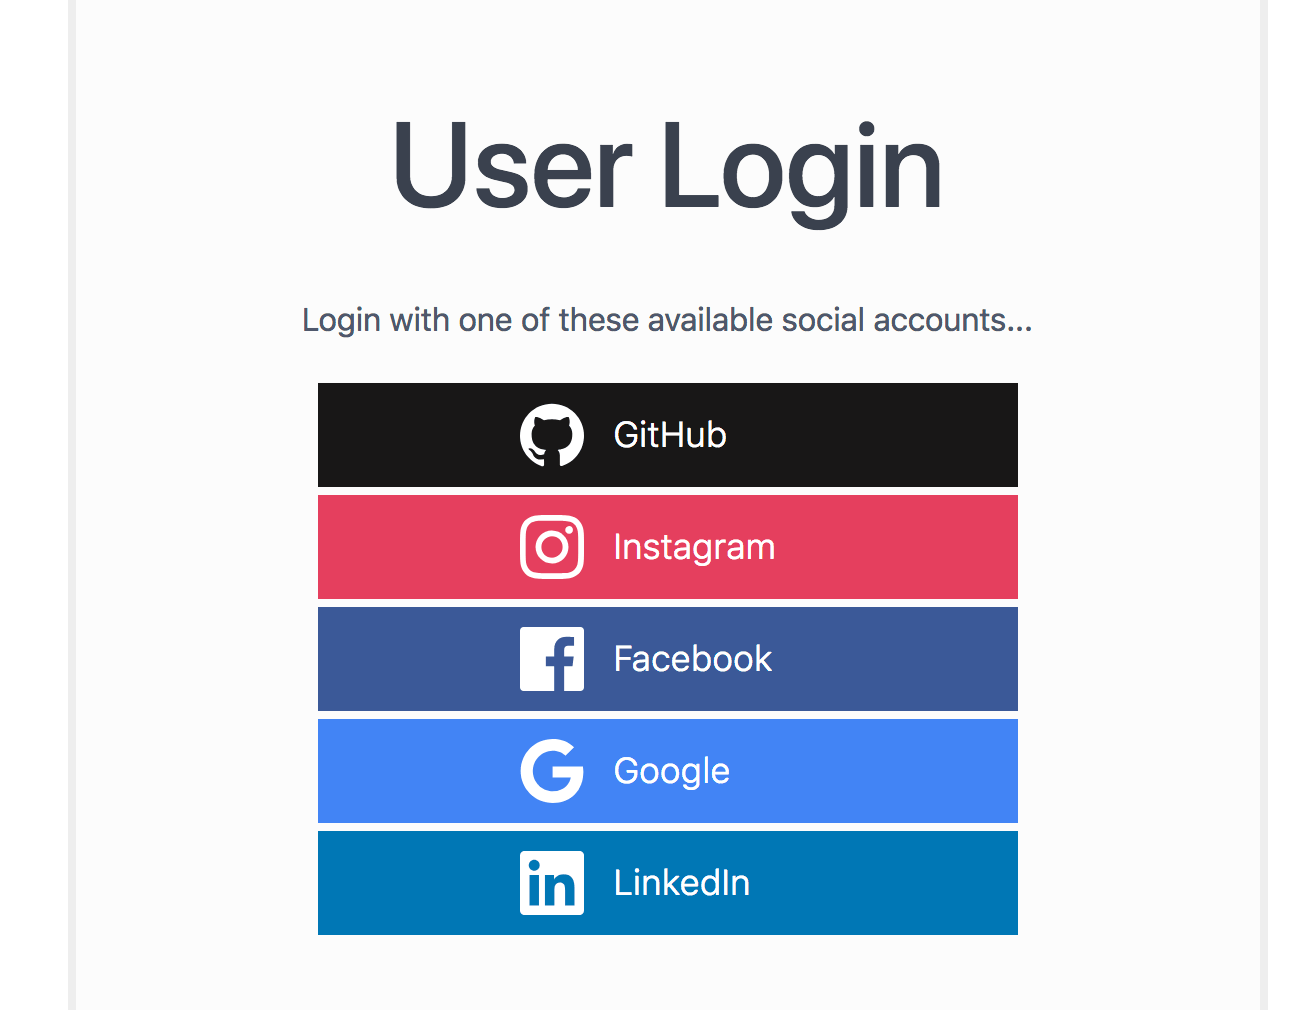 User Login
Login with one of these available social accounts...
GitHub
Instagram
Facebook
Google
LinkedIn